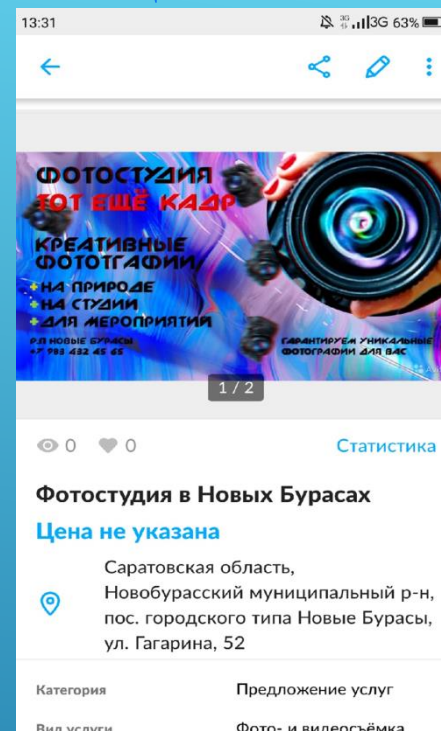 13:31
3G 63%
ФОТОСТУДИЯ
ТОТ ЕЩЁ КАДР
КРЕАТИВНЫЕ
ФОТОТГАФИИ
+НА ПРИРОДЕ
+НА СТУДИИ
+ДЛЯ МЕРОПРИЯТИЙ
Р.П НОВЫЕ БУРАСЫ
+7 983 432 45 65
ГАРАНТИРУЕМ УНИКАЛЬНЫЕ
ФОТОГРАФИИ ДЛЯ ВАС
1 / 2
0 0 Статистика
Фотостудия в Новых Бурасах
Цена не указана
Саратовская область,
Новобурасский муниципальный р-н,
пос. городского типа Новые Бурасы,
ул. Гагарина, 52
Категория Предложение услуг
Вид услуги Фото- и видеосъёмка